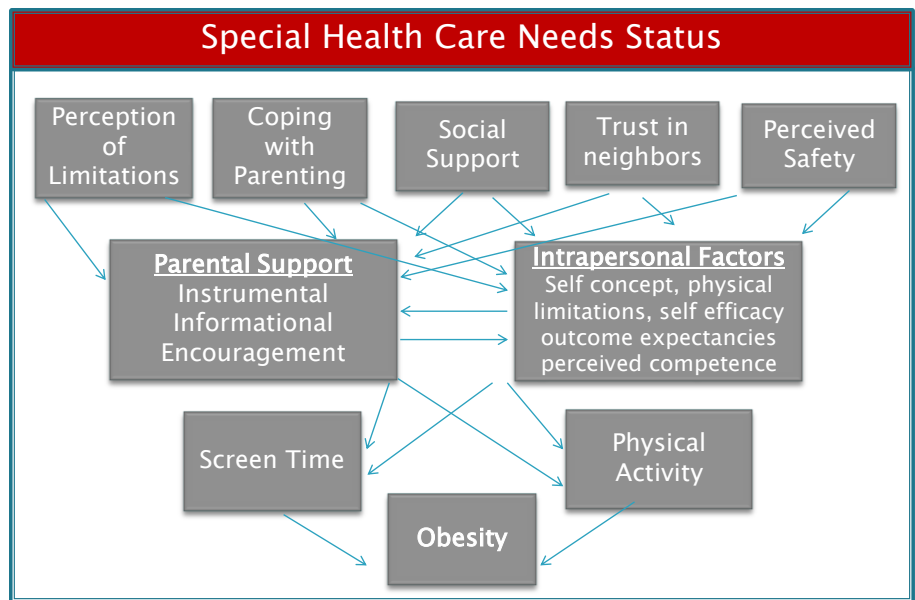 Special Health Care Needs Status
Perception
of
Limitations
Coping
with
Parenting
Social
Support
Trust in
neighbors
Perceived
Safety
Parental Support
Instrumental
Informational
Encouragement
Intrapersonal Factors
Self concept, physical
limitations, self efficacy
outcome expectancies
perceived competence
Screen Time
Physical
Activity
Obesity